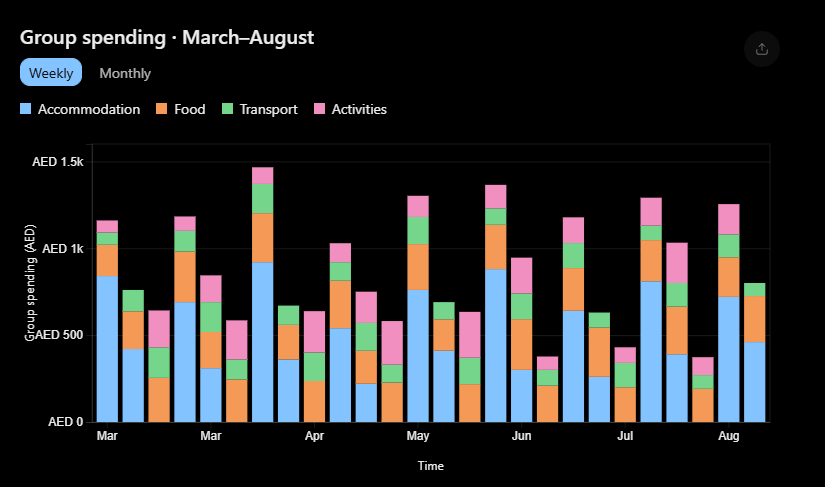 Group spending · March–August
Weekly Monthly
Accommodation Food Transport Activities
AED 1.5k
AED 1k
AED 500
AED 0
Group spending (AED)
Mar Mar Apr May Jun Jul Aug
Time